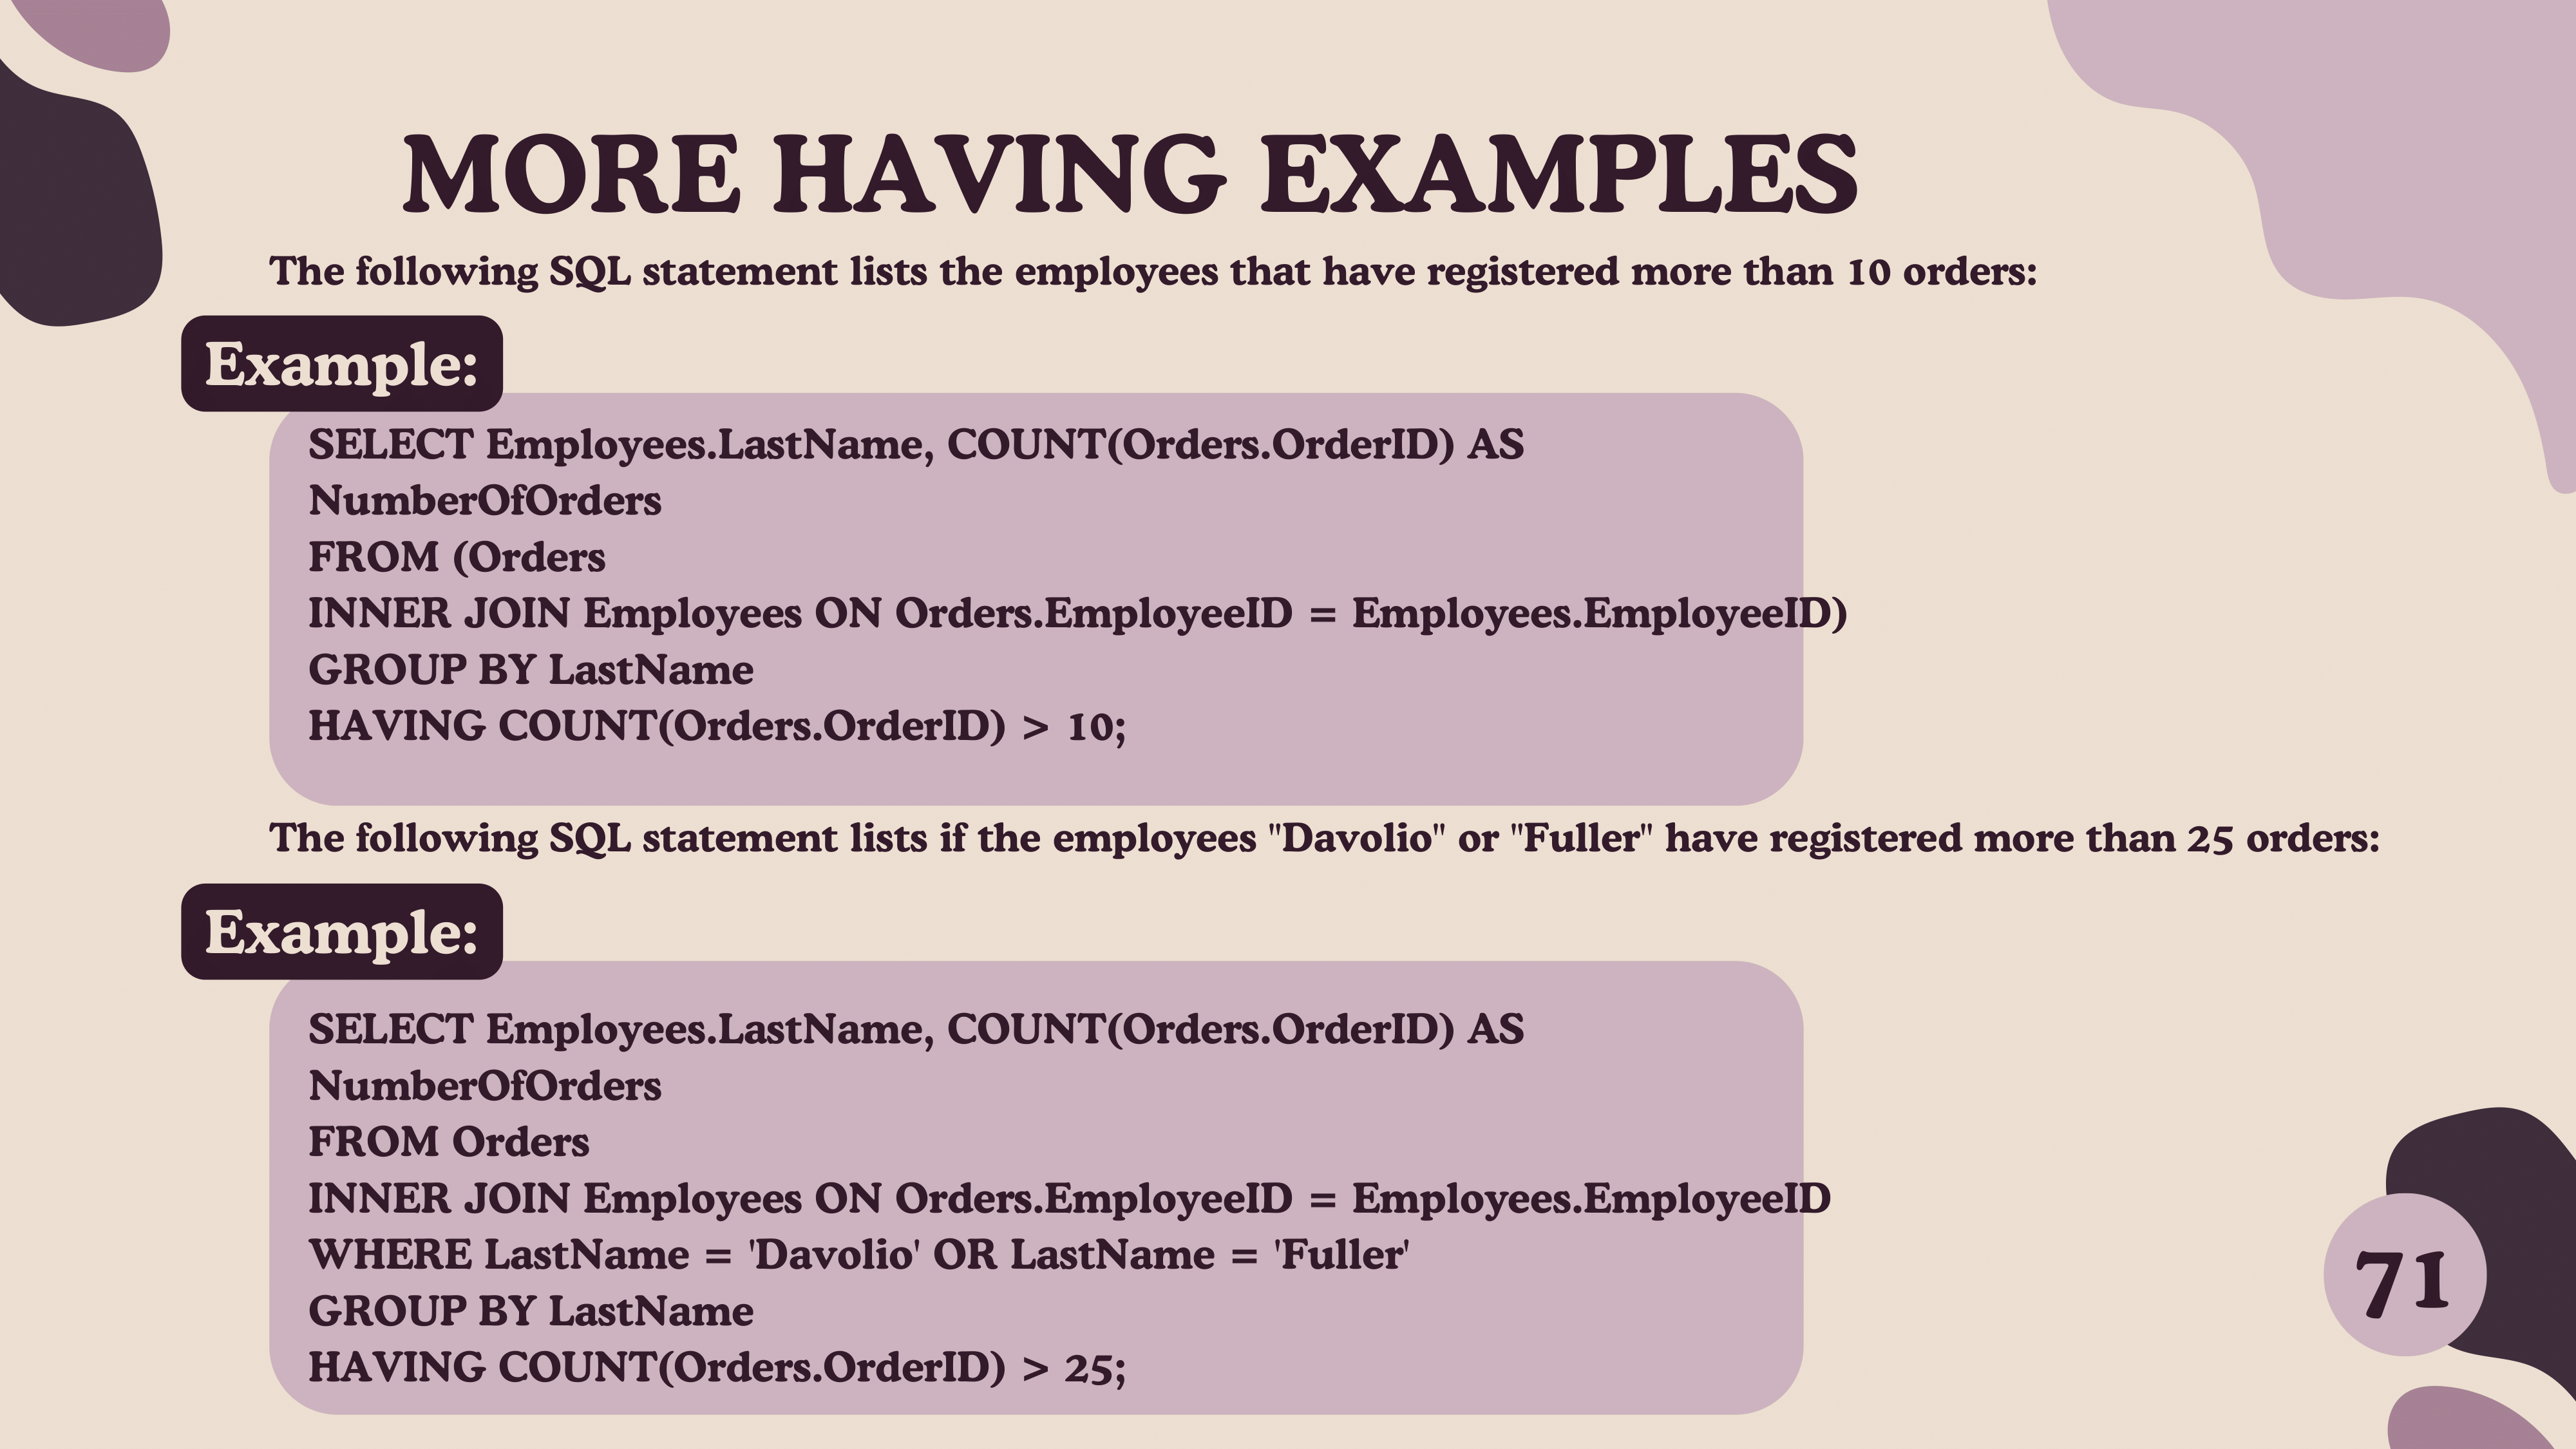 MORE HAVING EXAMPLES
The following SQL statement lists the employees that have registered more than 10 orders:
Example:
SELECT Employees.LastName, COUNT(Orders.OrderID) AS
NumberOfOrders
FROM (Orders
INNER JOIN Employees ON Orders.EmployeeID = Employees.EmployeeID)
GROUP BY LastName
HAVING COUNT(Orders.OrderID) > 10;
The following SQL statement lists if the employees "Davolio" or "Fuller" have registered more than 25 orders:
Example:
SELECT Employees.LastName, COUNT(Orders.OrderID) AS
NumberOfOrders
FROM Orders
INNER JOIN Employees ON Orders.EmployeeID = Employees.EmployeeID
WHERE LastName = 'Davolio' OR LastName = 'Fuller'
GROUP BY LastName
HAVING COUNT(Orders.OrderID) > 25;
71